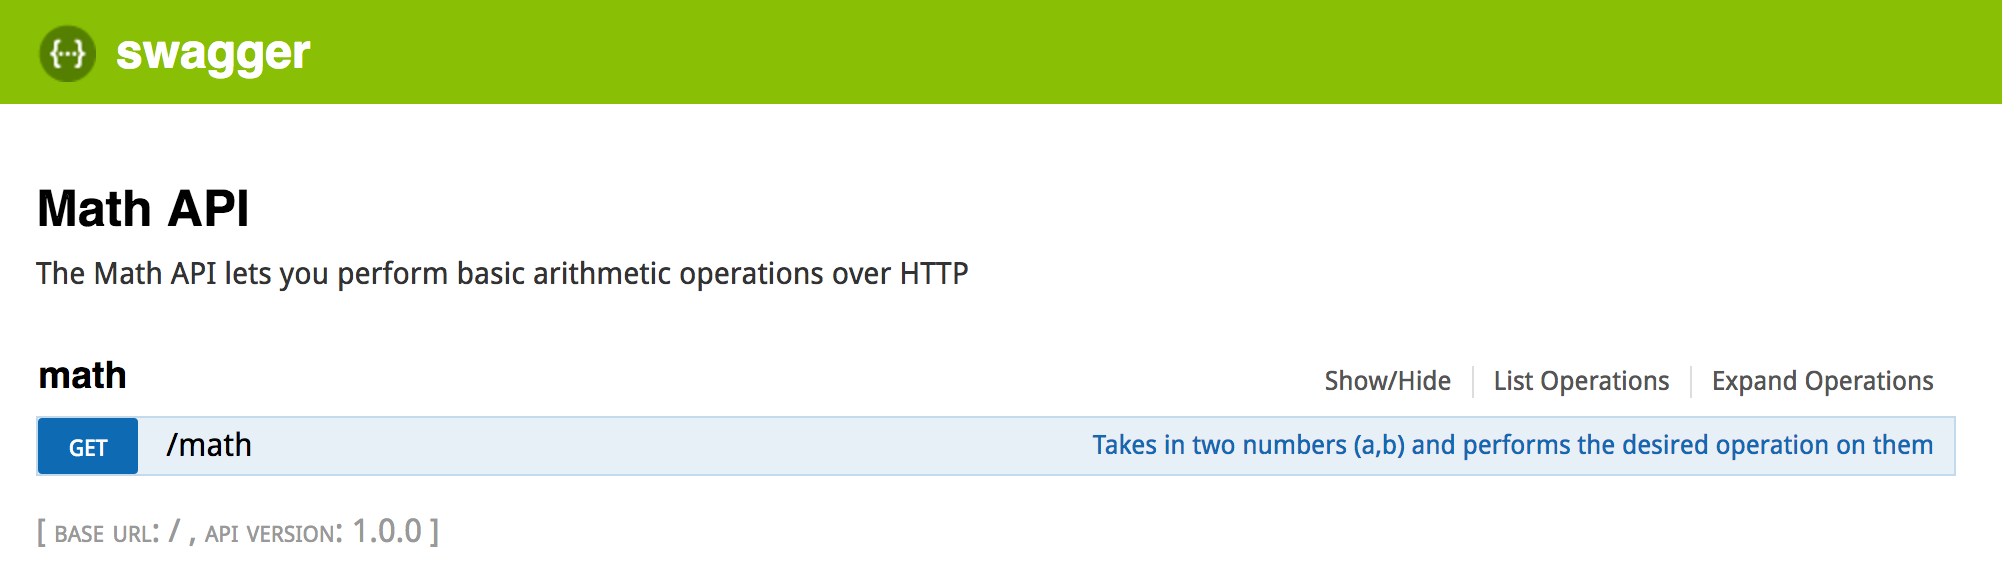 {···} swagger
Math API
The Math API lets you perform basic arithmetic operations over HTTP
math Show/Hide List Operations Expand Operations
GET /math Takes in two numbers (a,b) and performs the desired operation on them
[ BASE URL: / , API VERSION: 1.0.0 ]